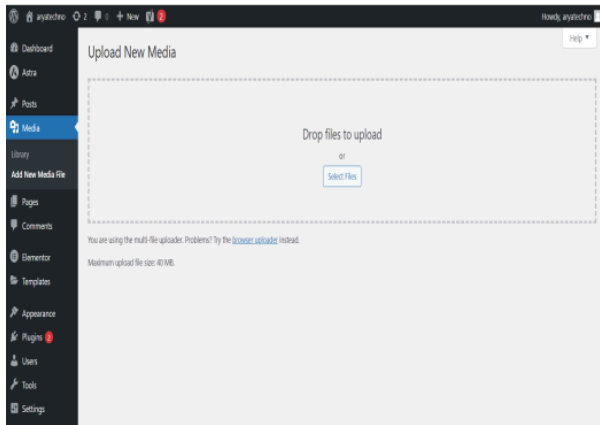 aryatechno 2 0 + New 2
Howdy, aryatechno
Help
Dashboard
Astra
Posts
Media
Library
Add New Media File
Pages
Comments
Elementor
Templates
Appearance
Plugins 2
Users
Tools
Settings
Upload New Media
Drop files to upload
or
Select Files
You are using the multi-file uploader. Problems? Try the browser uploader instead.
Maximum upload file size: 40 MB.